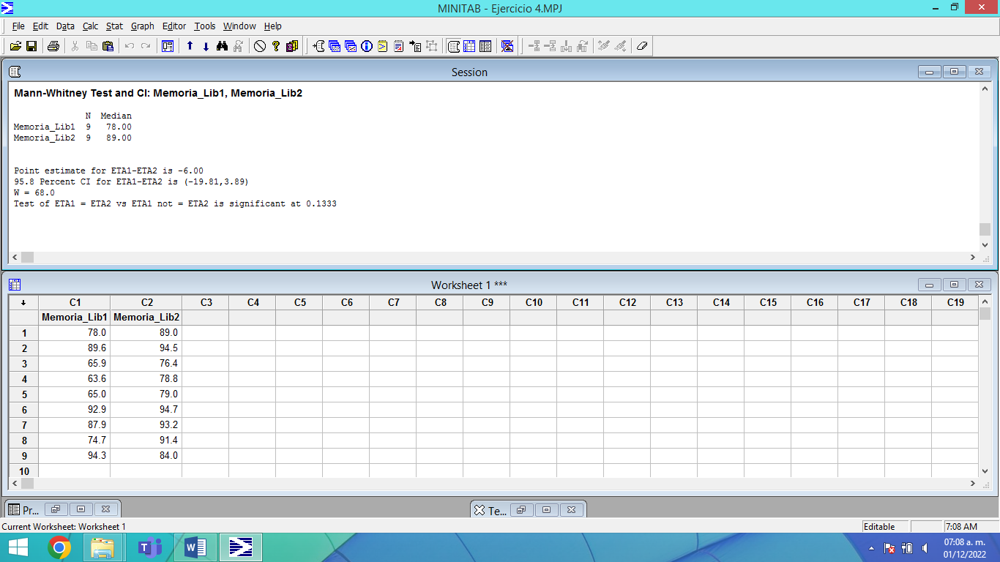 MINITAB - Ejercicio 4.MPJ
File Edit Data Calc Stat Graph Editor Tools Window Help
Session
Mann-Whitney Test and CI: Memoria_Lib1, Memoria_Lib2
N Median
Memoria_Lib1 9 78.00
Memoria_Lib2 9 89.00
Point estimate for ETA1-ETA2 is -6.00
95.8 Percent CI for ETA1-ETA2 is (-19.81,3.89)
W = 68.0
Test of ETA1 = ETA2 vs ETA1 not = ETA2 is significant at 0.1333
Worksheet 1 ***
C1 C2 C3 C4 C5 C6 C7 C8 C9 C10 C11 C12 C13 C14 C15 C16 C17 C18 C19
Memoria_Lib1 Memoria_Lib2
1 78.0 89.0
2 89.6 94.5
3 65.9 76.4
4 63.6 78.8
5 65.0 79.0
6 92.9 94.7
7 87.9 93.2
8 74.7 91.4
9 94.3 84.0
10
Pr... Te...
Current Worksheet: Worksheet 1 Editable 7:08 AM
07:08 a. m.
01/12/2022